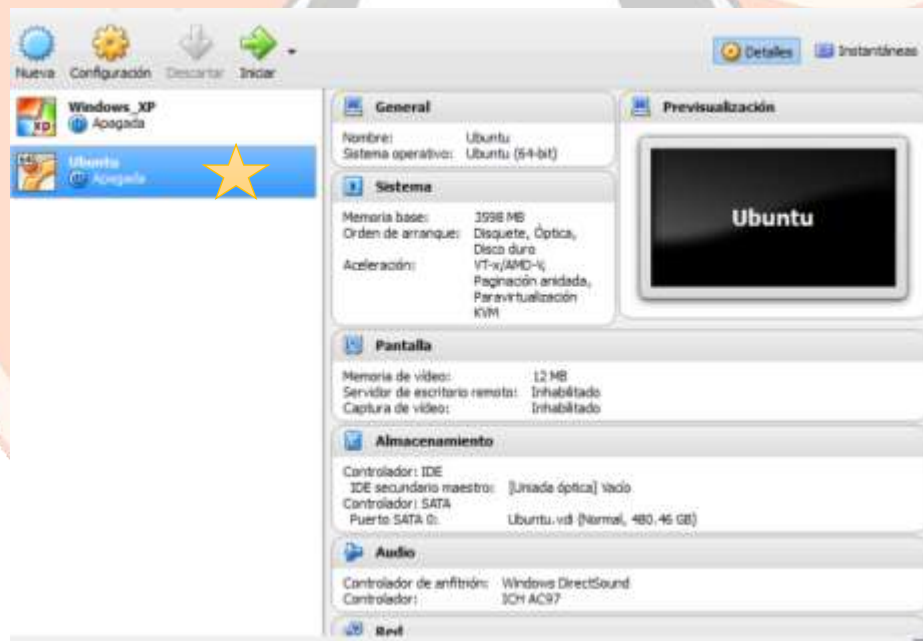 Nueva Configuración Descartar Iniciar
Detalles Instantáneas
Windows_XP
Apagada
Ubuntu
Apagada
General
Nombre: Ubuntu
Sistema operativo: Ubuntu (64-bit)
Previsualización
Ubuntu
Sistema
Memoria base: 3598 MB
Orden de arranque: Disquete, Óptica,
Disco duro
Aceleración: VT-x/AMD-V,
Paginación anidada,
Paravirtualización
KVM
Pantalla
Memoria de vídeo: 12 MB
Servidor de escritorio remoto: Inhabilitado
Captura de vídeo: Inhabilitado
Almacenamiento
Controlador: IDE
IDE secundario maestro: [Unidad óptica] Vacío
Controlador: SATA
Puerto SATA 0: Ubuntu.vdi (Normal, 480.46 GB)
Audio
Controlador de anfitrión: Windows DirectSound
Controlador: ICH AC97
Red